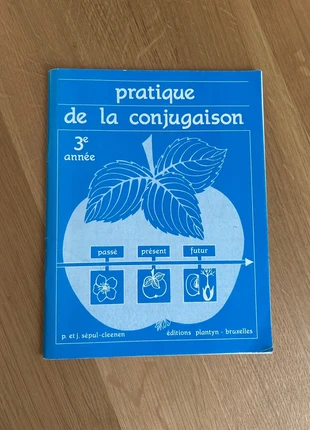 pratique
de la conjugaison
3e
année
passé présent futur
p. et j. sépul-cleenen éditions plantyn - bruxelles